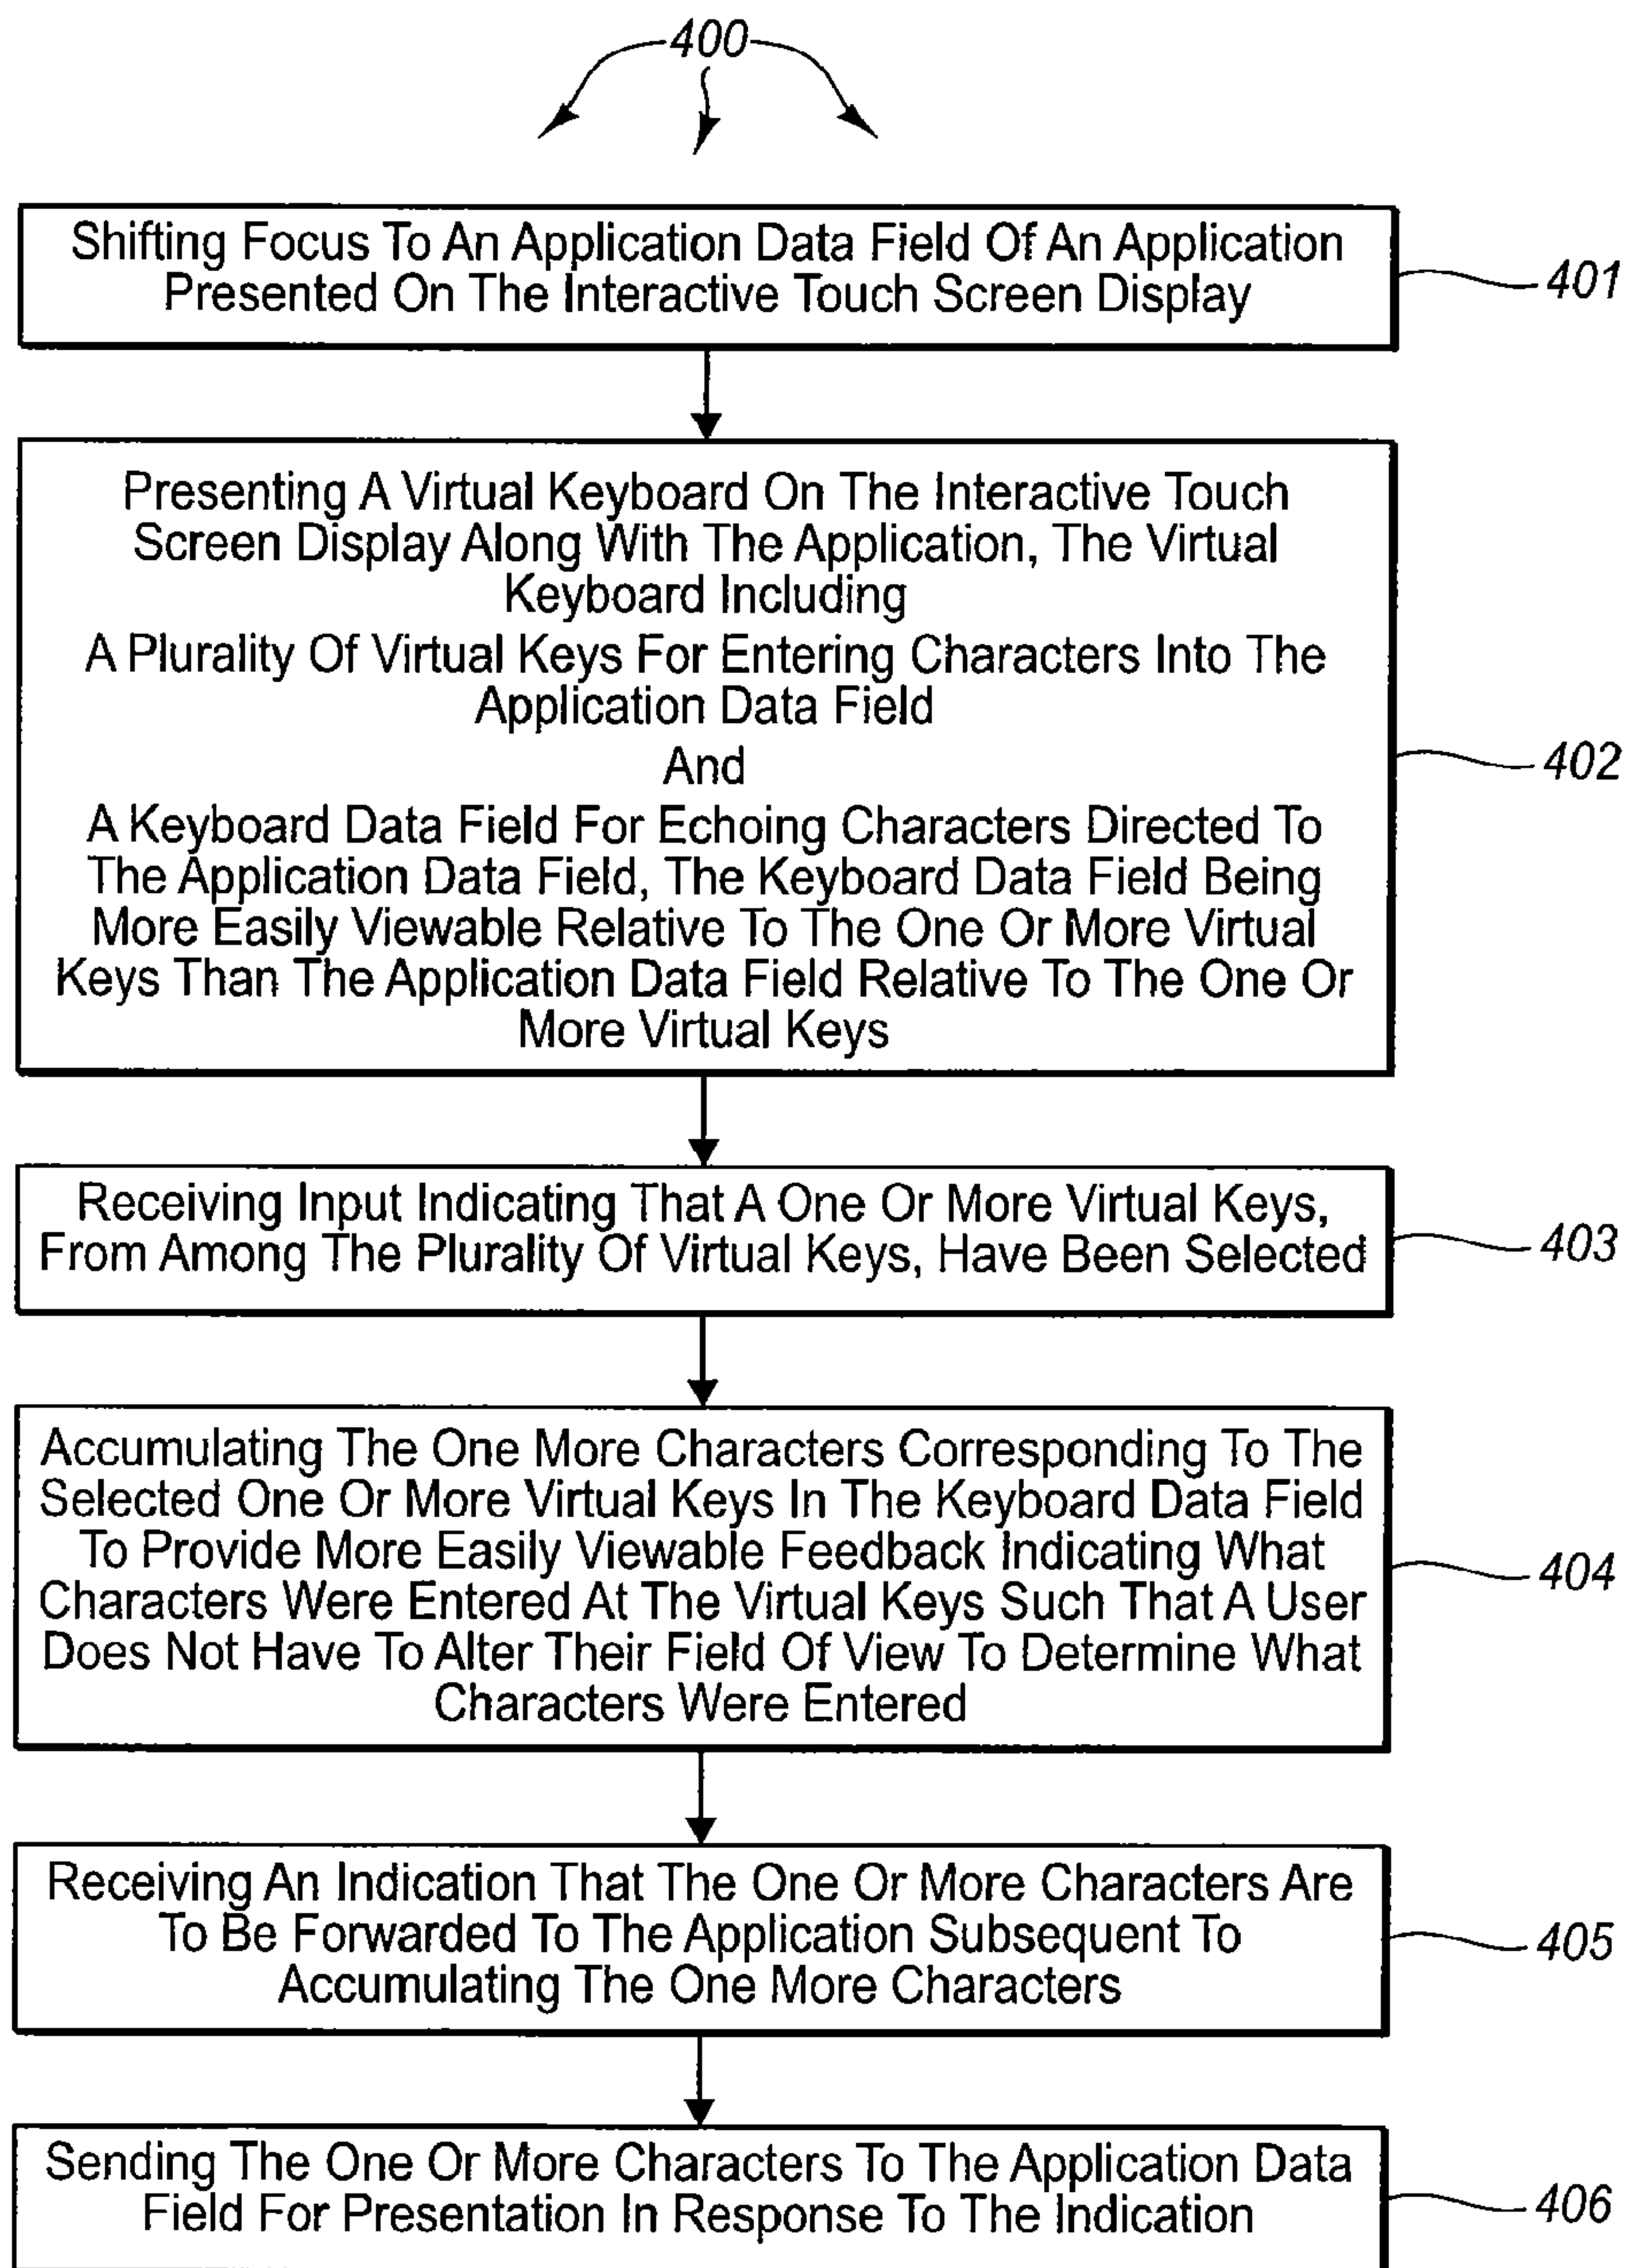 400
Shifting Focus To An Application Data Field Of An Application
Presented On The Interactive Touch Screen Display
401
Presenting A Virtual Keyboard On The Interactive Touch
Screen Display Along With The Application, The Virtual
Keyboard Including
A Plurality Of Virtual Keys For Entering Characters Into The
Application Data Field
And
A Keyboard Data Field For Echoing Characters Directed To
The Application Data Field, The Keyboard Data Field Being
More Easily Viewable Relative To The One Or More Virtual
Keys Than The Application Data Field Relative To The One Or
More Virtual Keys
402
Receiving Input Indicating That A One Or More Virtual Keys,
From Among The Plurality Of Virtual Keys, Have Been Selected
403
Accumulating The One More Characters Corresponding To The
Selected One Or More Virtual Keys In The Keyboard Data Field
To Provide More Easily Viewable Feedback Indicating What
Characters Were Entered At The Virtual Keys Such That A User
Does Not Have To Alter Their Field Of View To Determine What
Characters Were Entered
404
Receiving An Indication That The One Or More Characters Are
To Be Forwarded To The Application Subsequent To
Accumulating The One More Characters
405
Sending The One Or More Characters To The Application Data
Field For Presentation In Response To The Indication
406